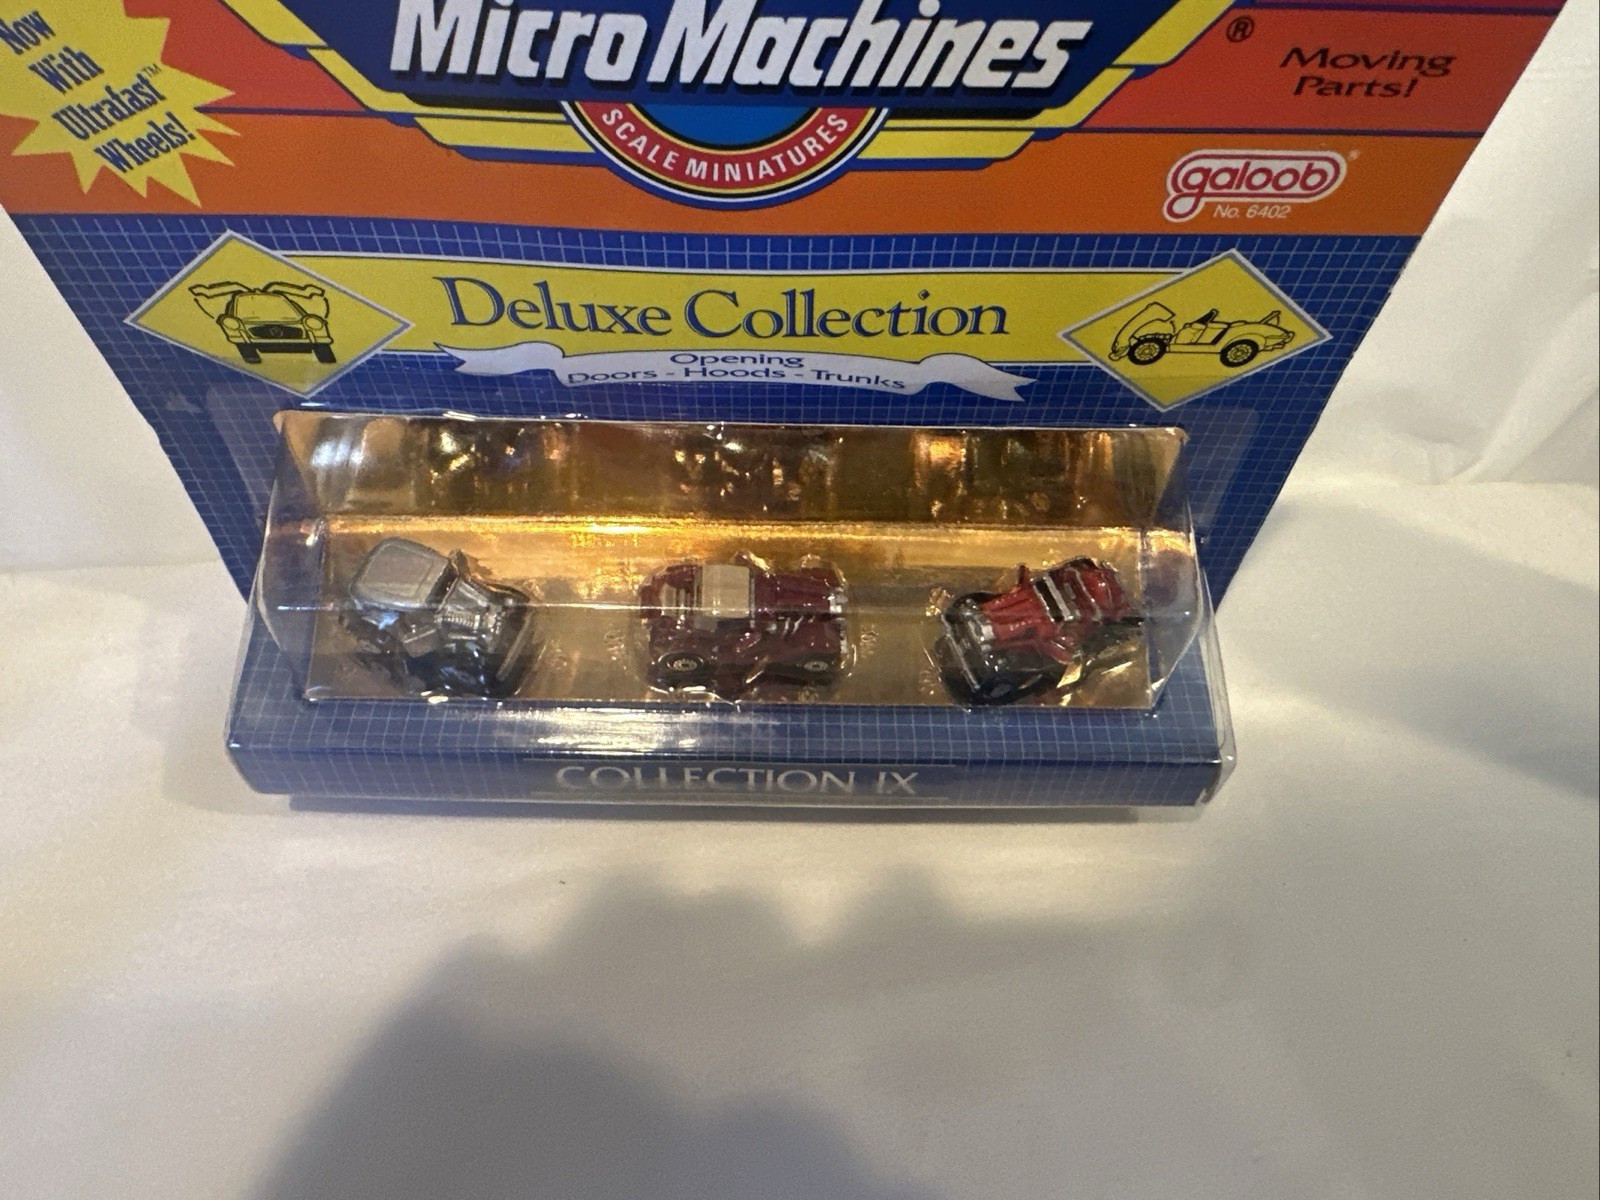 Now
With
Ultrafast™
Wheels!
Micro Machines
®
SCALE MINIATURES
Moving
Parts!
galoob®
No. 6402
Deluxe Collection
Opening
Doors - Hoods - Trunks
COLLECTION IX